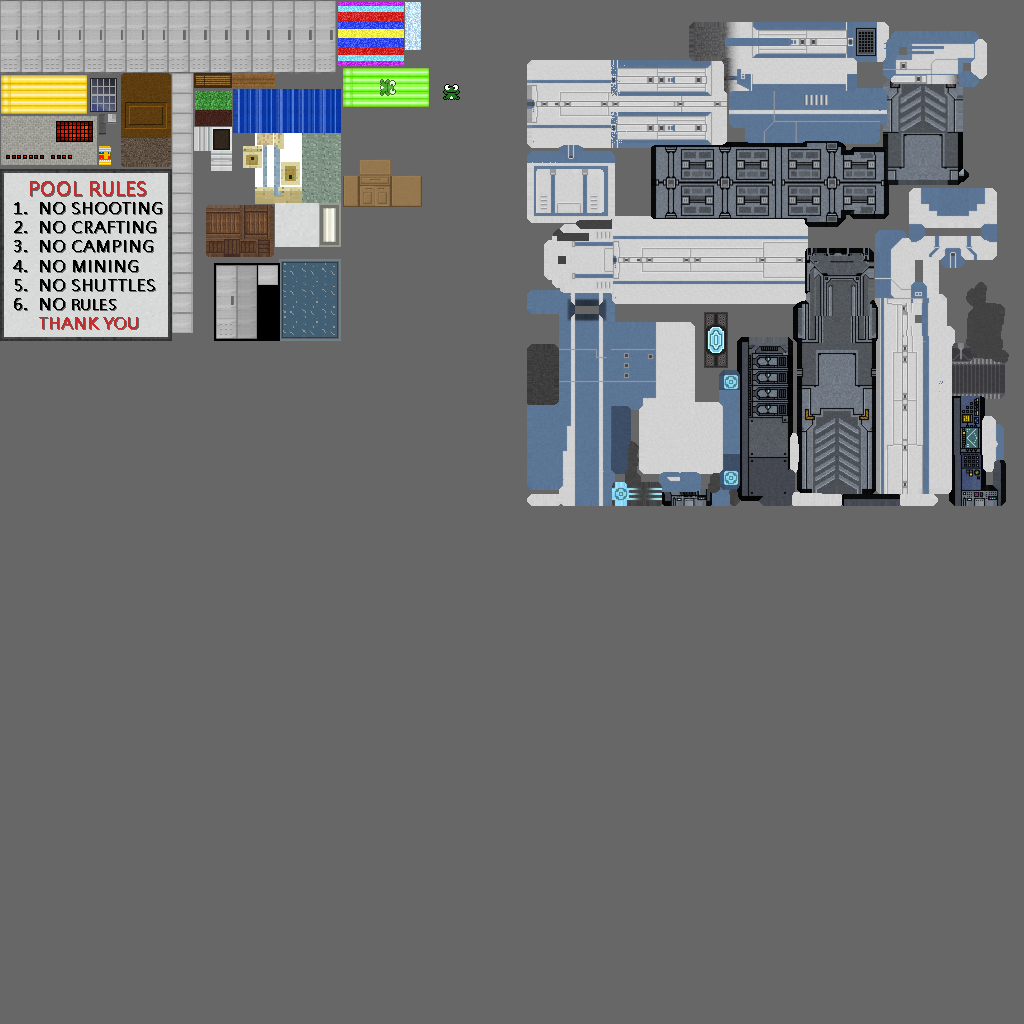 POOL RULES
1. NO SHOOTING
2. NO CRAFTING
3. NO CAMPING
4. NO MINING
5. NO SHUTTLES
6. NO RULES
THANK YOU